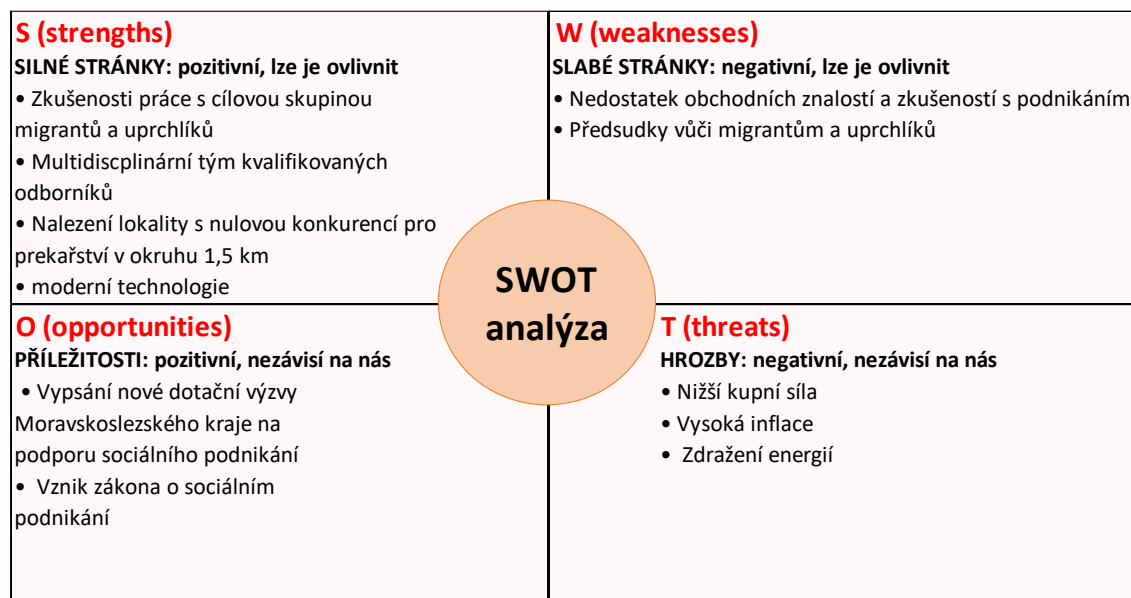 S (strengths)
SILNÉ STRÁNKY: pozitivní, lze je ovlivnit
• Zkušenosti práce s cílovou skupinou
migrantů a uprchlíků
• Multidiscplinární tým kvalifikovaných
odborníků
• Nalezení lokality s nulovou konkurencí pro
prekařství v okruhu 1,5 km
• moderní technologie
W (weaknesses)
SLABÉ STRÁNKY: negativní, lze je ovlivnit
• Nedostatek obchodních znalostí a zkušeností s podnikáním
• Předsudky vůči migrantům a uprchlíků
SWOT
analýza
O (opportunities)
PŘÍLEŽITOSTI: pozitivní, nezávisí na nás
• Vypsání nové dotační výzvy
Moravskoslezského kraje na
podporu sociálního podnikání
• Vznik zákona o sociálním
podnikání
T (threats)
HROZBY: negativní, nezávisí na nás
• Nižší kupní síla
• Vysoká inflace
• Zdražení energií